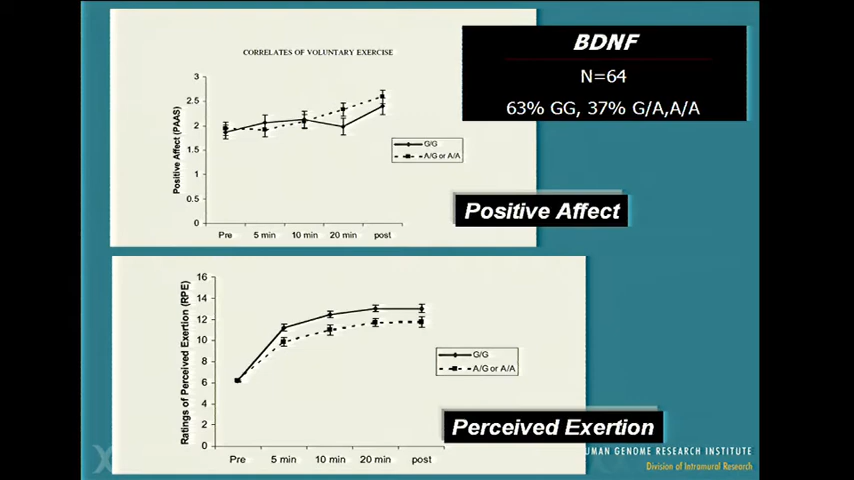 CORRELATES OF VOLUNTARY EXERCISE
Positive Affect (PAAS)
3
2.5
2
1.5
1
0.5
0
Pre 5 min 10 min 20 min post
G/G
A/G or A/A
BDNF
N=64
63% GG, 37% G/A,A/A
Positive Affect
Ratings of Perceived Exertion (RPE)
16
14
12
10
8
6
4
2
0
Pre 5 min 10 min 20 min post
G/G
A/G or A/A
Perceived Exertion
UMAN GENOME RESEARCH INSTITUTE
Division of Intramural Research